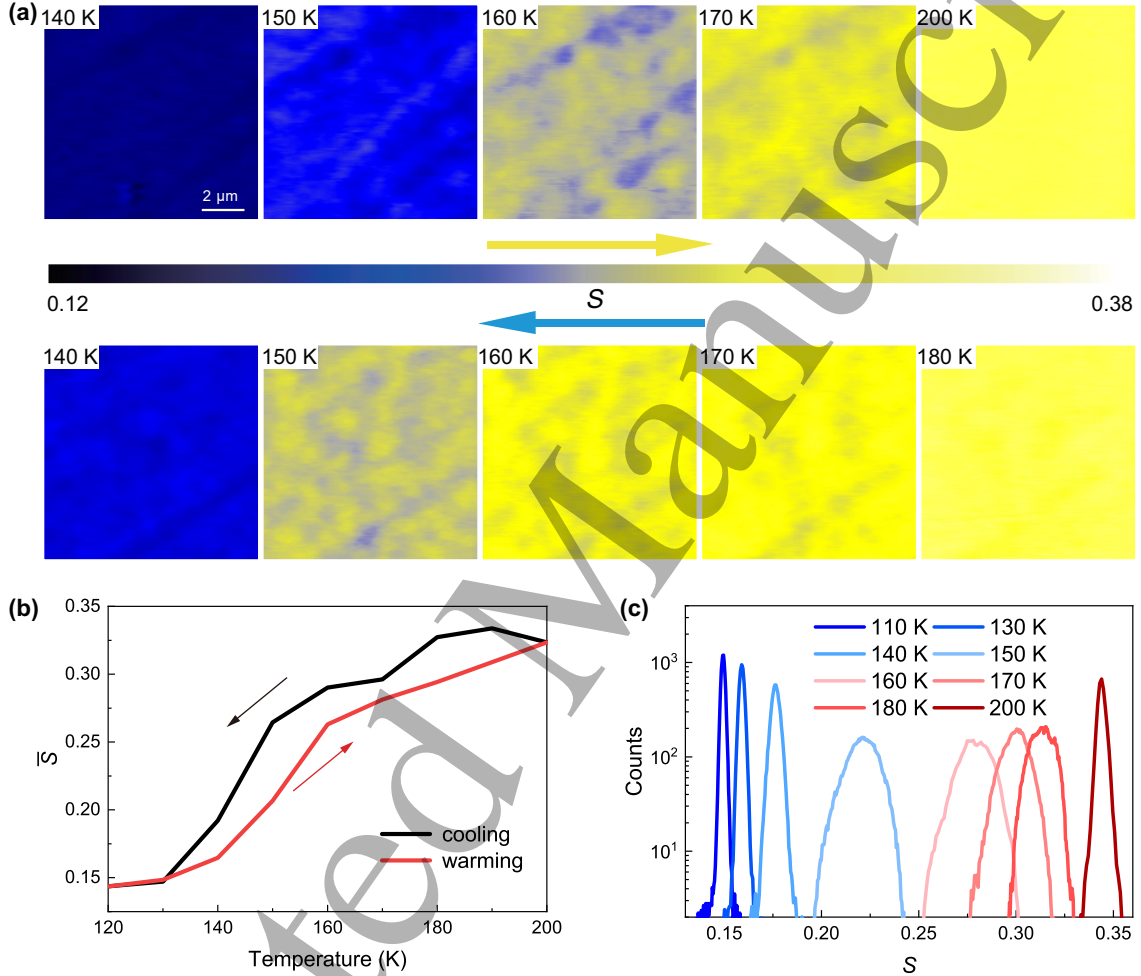 (a)
140 K 150 K 160 K 170 K 200 K
2 μm
0.12 S 0.38
140 K 150 K 160 K 170 K 180 K
(b)
0.35
0.30
0.25
0.20
0.15
S̅
cooling
warming
120 140 160 180 200
Temperature (K)
(c)
110 K 130 K
140 K 150 K
160 K 170 K
180 K 200 K
10³
10²
10¹
Counts
0.15 0.20 0.25 0.30 0.35
S
ted Manusc